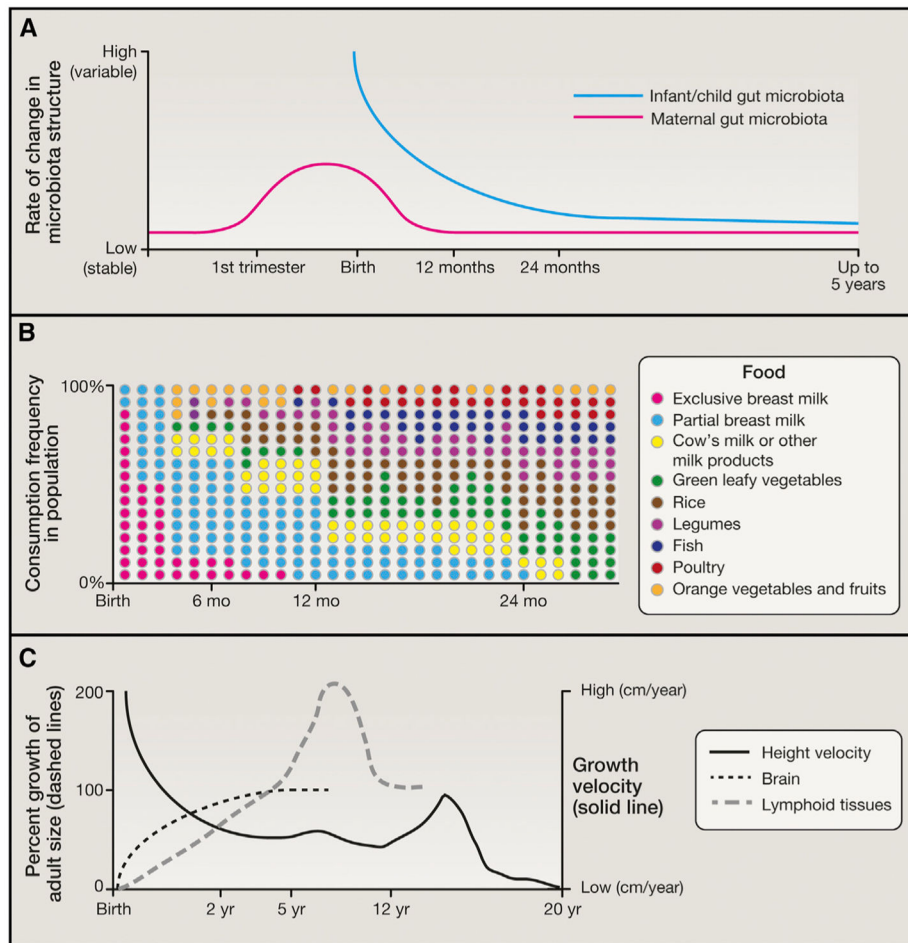 A
High
(variable)
Rate of change in
microbiota structure
Low
(stable)
Infant/child gut microbiota
Maternal gut microbiota
1st trimester
Birth
12 months
24 months
Up to
5 years
B
100%
Consumption frequency
in population
0%
Birth
6 mo
12 mo
24 mo
Food
Exclusive breast milk
Partial breast milk
Cow's milk or other
milk products
Green leafy vegetables
Rice
Legumes
Fish
Poultry
Orange vegetables and fruits
C
Percent growth of
adult size (dashed lines)
200
100
0
Birth
2 yr
5 yr
12 yr
20 yr
High (cm/year)
Growth
velocity
(solid line)
Low (cm/year)
Height velocity
Brain
Lymphoid tissues